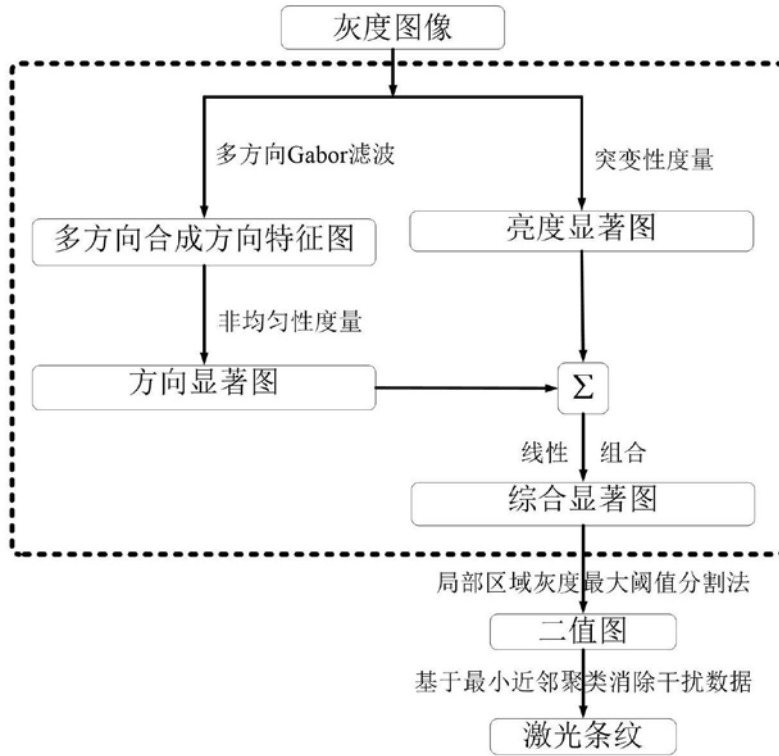 灰度图像
多方向Gabor滤波
突变性度量
多方向合成方向特征图
亮度显著图
非均匀性度量
方向显著图
Σ
线性 组合
综合显著图
局部区域灰度最大阈值分割法
二值图
基于最小近邻聚类消除干扰数据
激光条纹